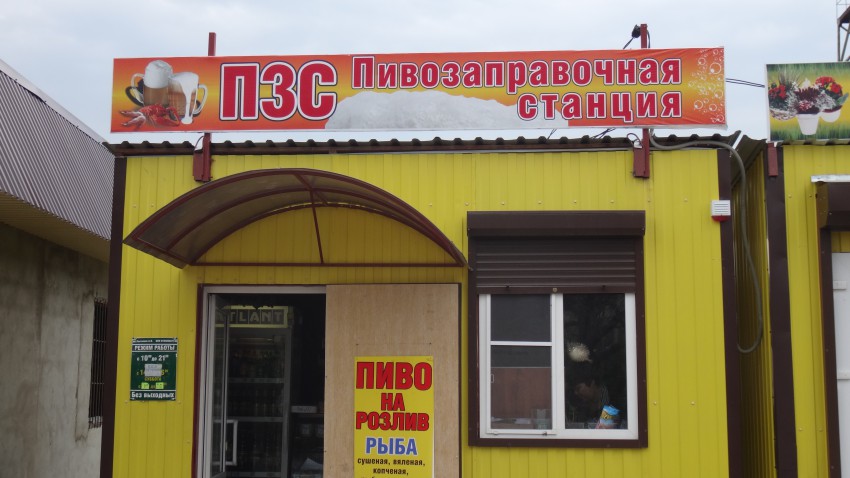 ПЗС Пивозаправочная
станция
ATLANT
РЕЖИМ РАБОТЫ
Без выходных
ПИВО
НА
РОЗЛИВ
РЫБА
сушеная, вяленая,
копченая,